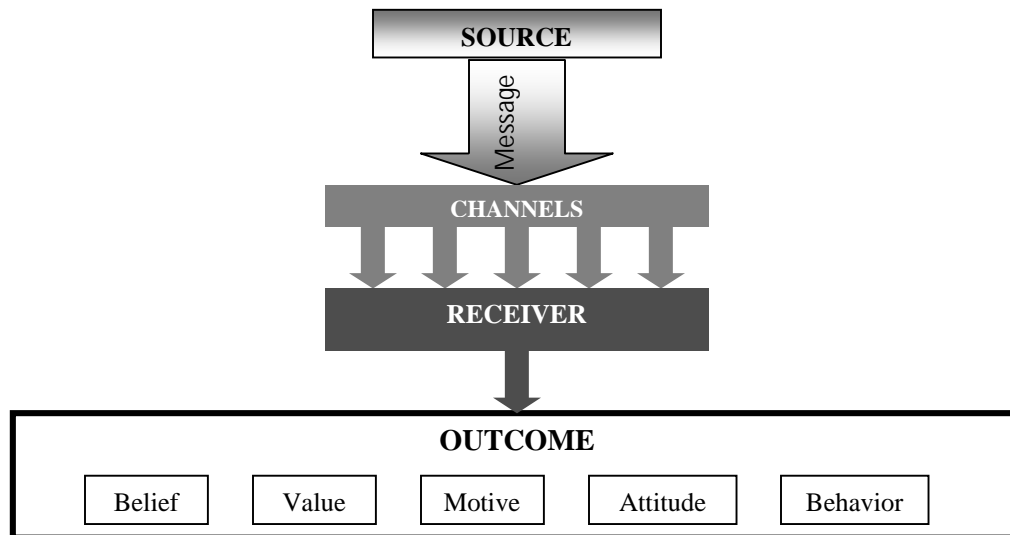 SOURCE
Message
CHANNELS
RECEIVER
OUTCOME
Belief Value Motive Attitude Behavior